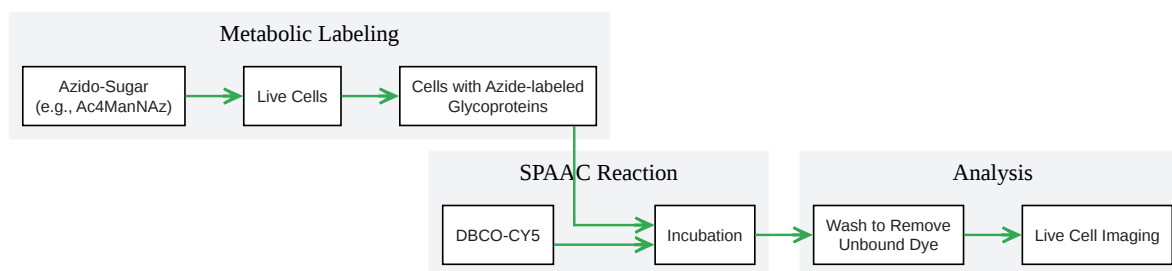 Metabolic Labeling
Azido-Sugar
(e.g., Ac4ManNAz)
Live Cells
Cells with Azide-labeled
Glycoproteins
SPAAC Reaction
DBCO-CY5
Incubation
Analysis
Wash to Remove
Unbound Dye
Live Cell Imaging